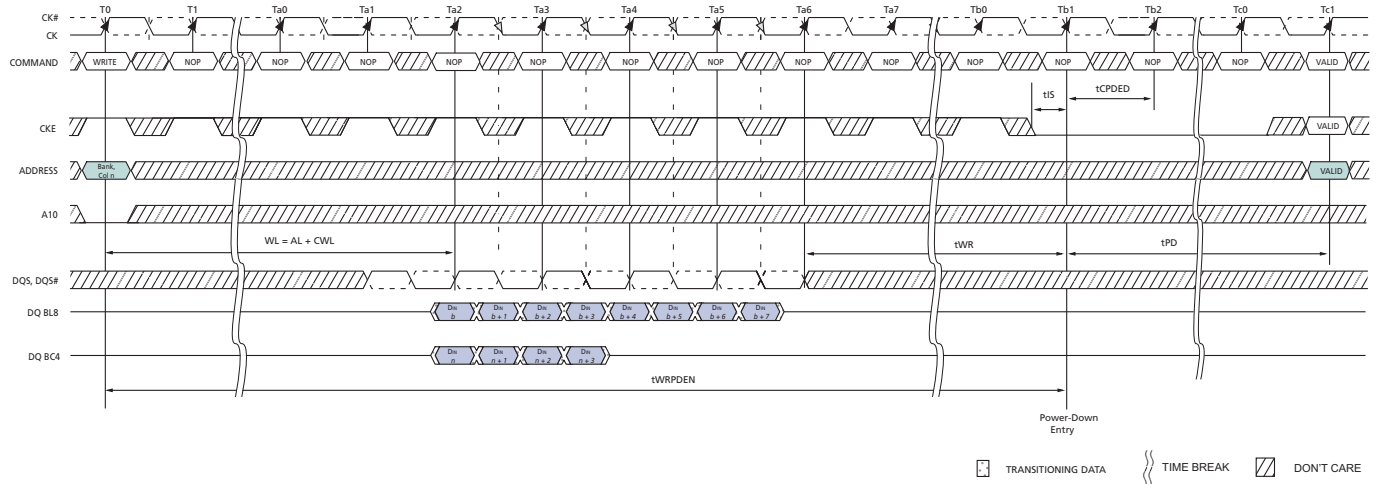 T0 T1 Ta0 Ta1 Ta2 Ta3 Ta4 Ta5 Ta6 Ta7 Tb0 Tb1 Tb2 Tc0 Tc1
CK#
CK
COMMAND WRITE NOP NOP NOP NOP NOP NOP NOP NOP NOP NOP NOP NOP NOP VALID
tIS tCPDED
CKE VALID
ADDRESS Bank, Col n VALID
A10
WL = AL + CWL tWR tPD
DQS, DQS#
DQ BL8 DIN b DIN b + 1 DIN b + 2 DIN b + 3 DIN b + 4 DIN b + 5 DIN b + 6 DIN b + 7
DQ BC4 DIN n DIN n + 1 DIN n + 2 DIN n + 3
tWRPDEN
Power-Down
Entry
TRANSITIONING DATA TIME BREAK DON'T CARE